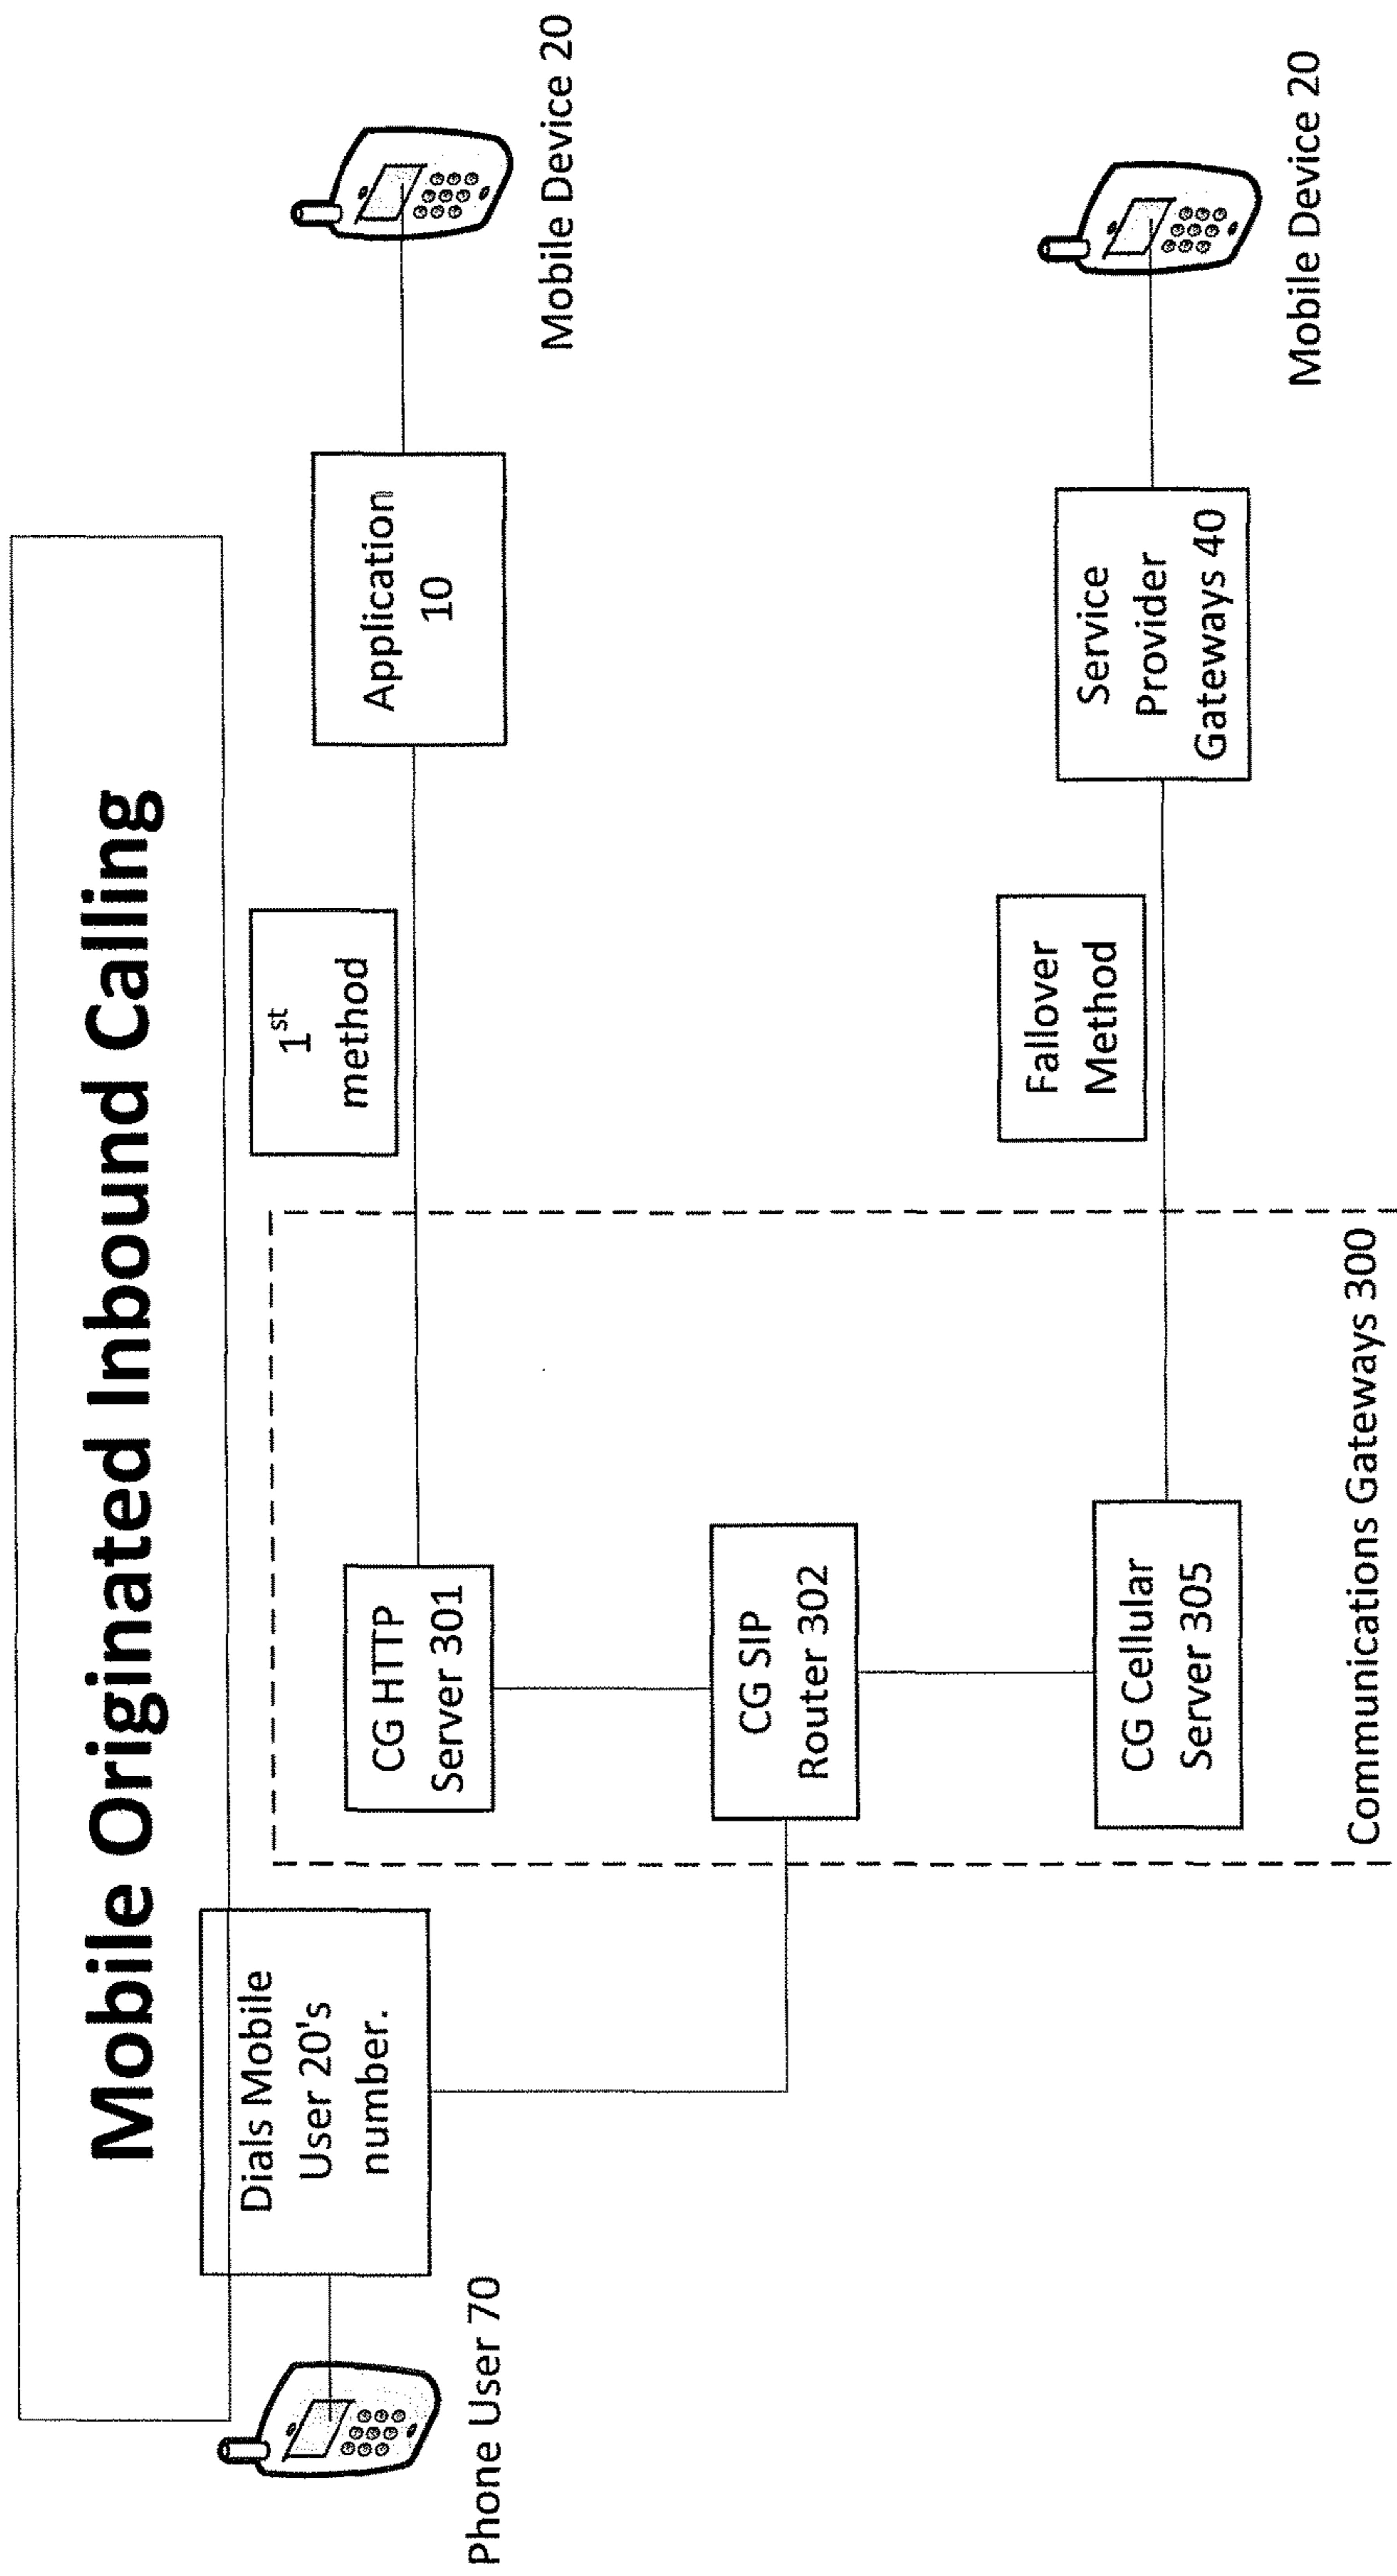 Mobile Originated Inbound Calling
Phone User 70
Dials Mobile
User 20's
number.
CG HTTP
Server 301
CG SIP
Router 302
CG Cellular
Server 305
Communications Gateways 300
1st
method
Fallover
Method
Application
10
Service
Provider
Gateways 40
Mobile Device 20
Mobile Device 20